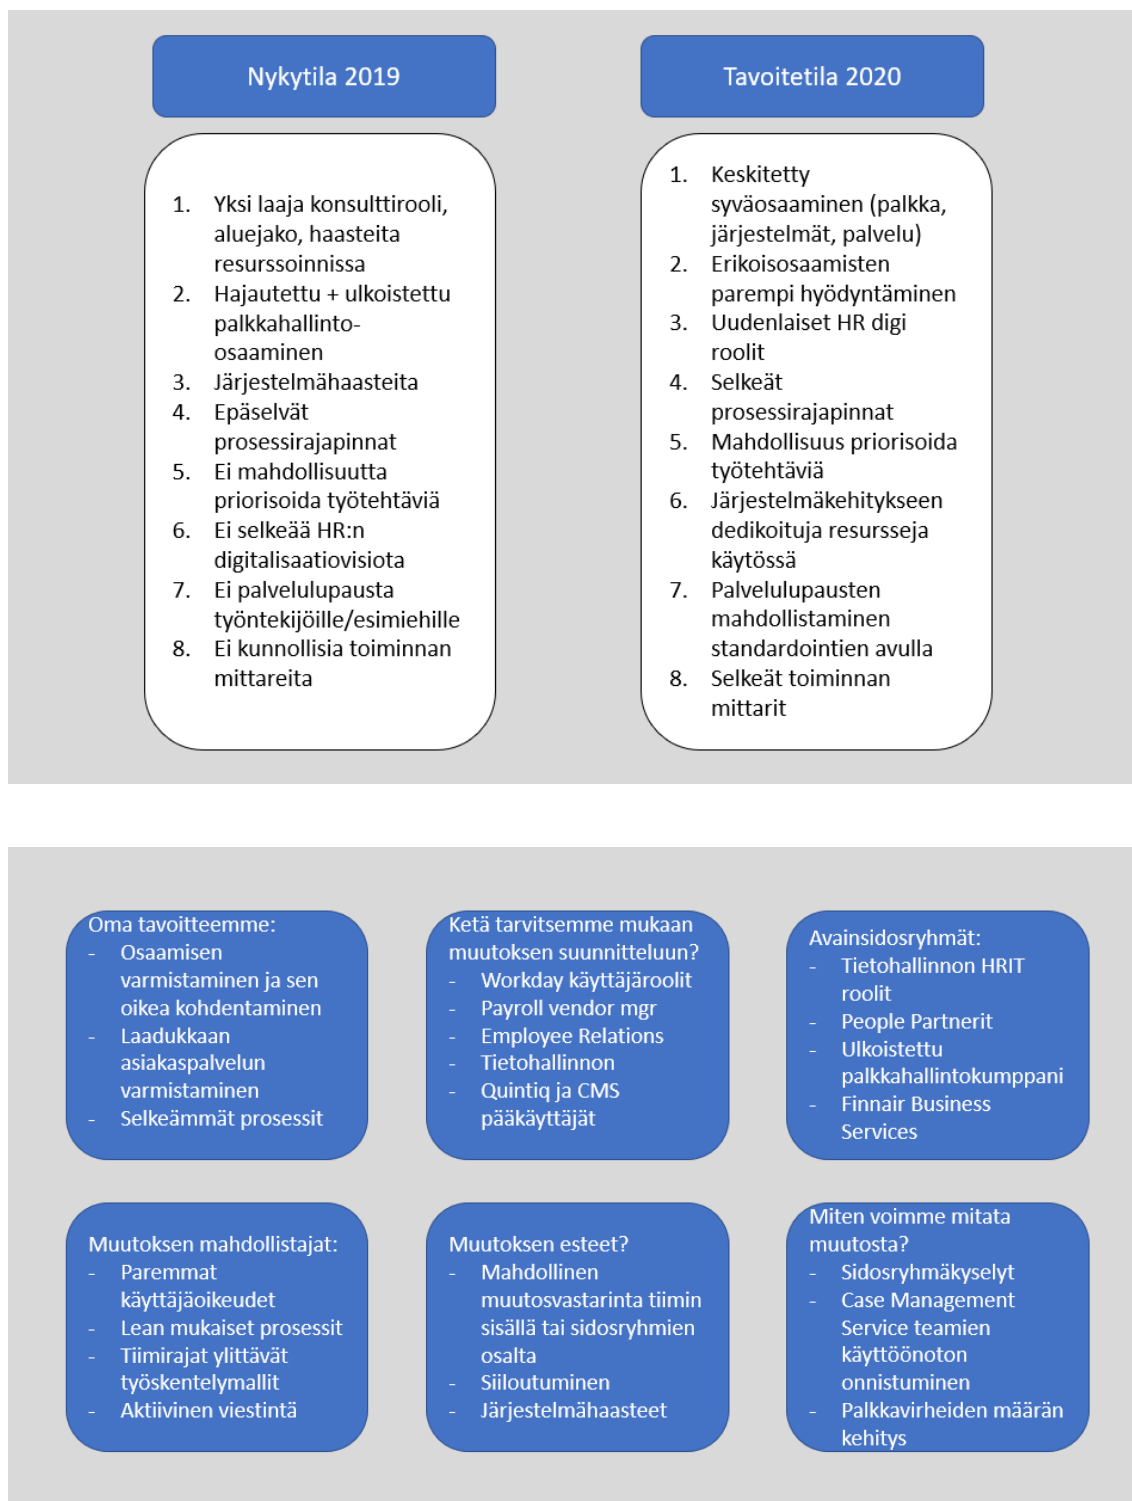 Nykytila 2019
1. Yksi laaja konsulttirooli,
aluejako, haasteita
resurssoinnissa
2. Hajautettu + ulkoistettu
palkkahallinto-
osaaminen
3. Järjestelmähaasteita
4. Epäselvät
prosessirajapinnat
5. Ei mahdollisuutta
priorisoida työtehtäviä
6. Ei selkeää HR:n
digitalisaatiovisiota
7. Ei palvelulupausta
työntekijöille/esimiehille
8. Ei kunnollisia toiminnan
mittareita
Tavoitetila 2020
1. Keskitetty
syväosaaminen (palkka,
järjestelmät, palvelu)
2. Erikoisosaamisten
parempi hyödyntäminen
3. Uudenlaiset HR digi
roolit
4. Selkeät
prosessirajapinnat
5. Mahdollisuus priorisoida
työtehtäviä
6. Järjestelmäkehitykseen
dedikoituja resursseja
käytössä
7. Palvelulupausten
mahdollistaminen
standardointien avulla
8. Selkeät toiminnan
mittarit
Oma tavoitteemme:
- Osaamisen
varmistaminen ja sen
oikea kohdentaminen
- Laadukkaan
asiakaspalvelun
varmistaminen
- Selkeämmät prosessit
Ketä tarvitsemme mukaan
muutoksen suunnitteluun?
- Workday käyttäjäroolit
- Payroll vendor mgr
- Employee Relations
- Tietohallinnon
- Quintiq ja CMS
pääkäyttäjät
Avainsidosryhmät:
- Tietohallinnon HRIT
roolit
- People Partnerit
- Ulkoistettu
palkkahallintokumppani
- Finnair Business
Services
Muutoksen mahdollistajat:
- Paremmat
käyttäjäoikeudet
- Lean mukaiset prosessit
- Tiimirajat ylittävät
työskentelymallit
- Aktiivinen viestintä
Muutoksen esteet?
- Mahdollinen
muutosvastarinta tiimin
sisällä tai sidosryhmien
osalta
- Siiloutuminen
- Järjestelmähaasteet
Miten voimme mitata
muutosta?
- Sidosryhmäkyselyt
- Case Management
Service teamien
käyttöönoton
onnistuminen
- Palkkavirheiden määrän
kehitys